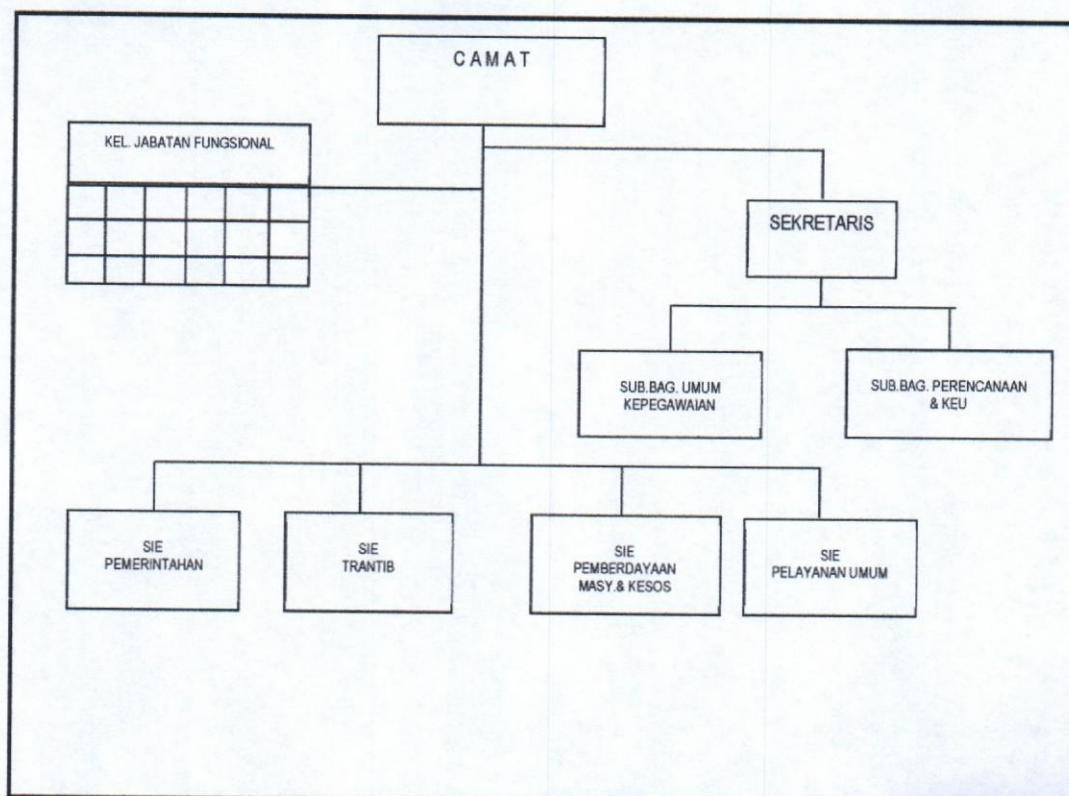 CAMAT
KEL. JABATAN FUNGSIONAL
SEKRETARIS
SUB.BAG. UMUM
KEPEGAWAIAN
SUB.BAG. PERENCANAAN
& KEU
SIE
PEMERINTAHAN
SIE
TRANTIB
SIE
PEMBERDAYAAN
MASY.& KESOS
SIE
PELAYANAN UMUM